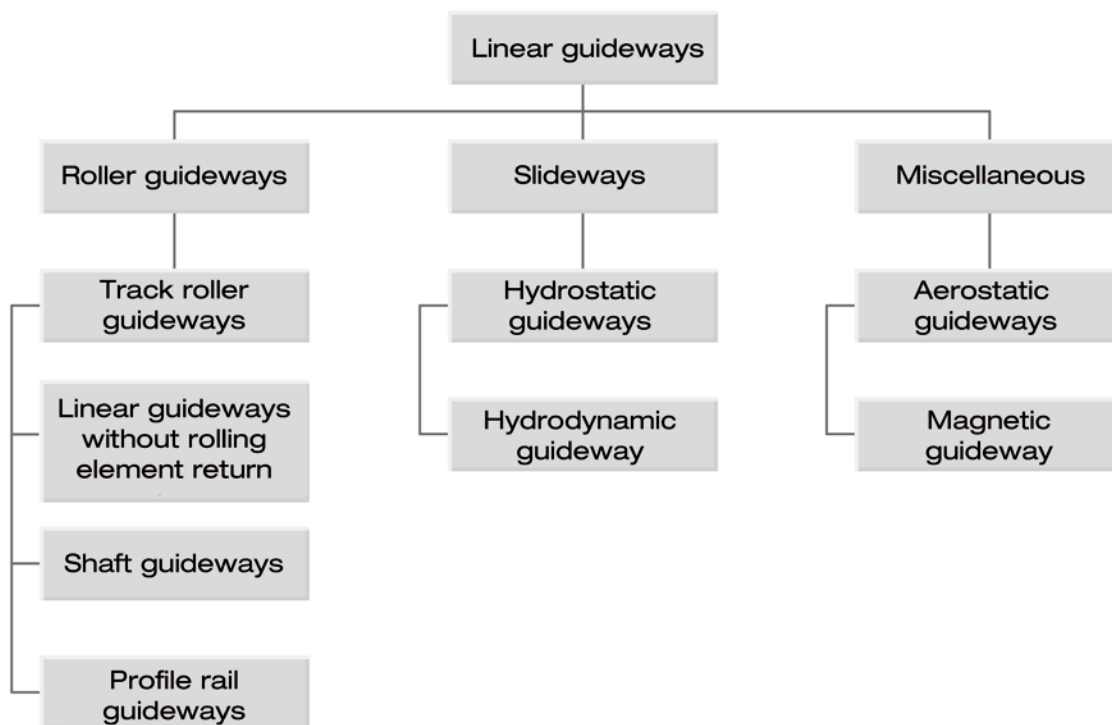 Linear guideways
Roller guideways
Slideways
Miscellaneous
Track roller
guideways
Hydrostatic
guideways
Aerostatic
guideways
Linear guideways
without rolling
element return
Hydrodynamic
guideway
Magnetic
guideway
Shaft guideways
Profile rail
guideways